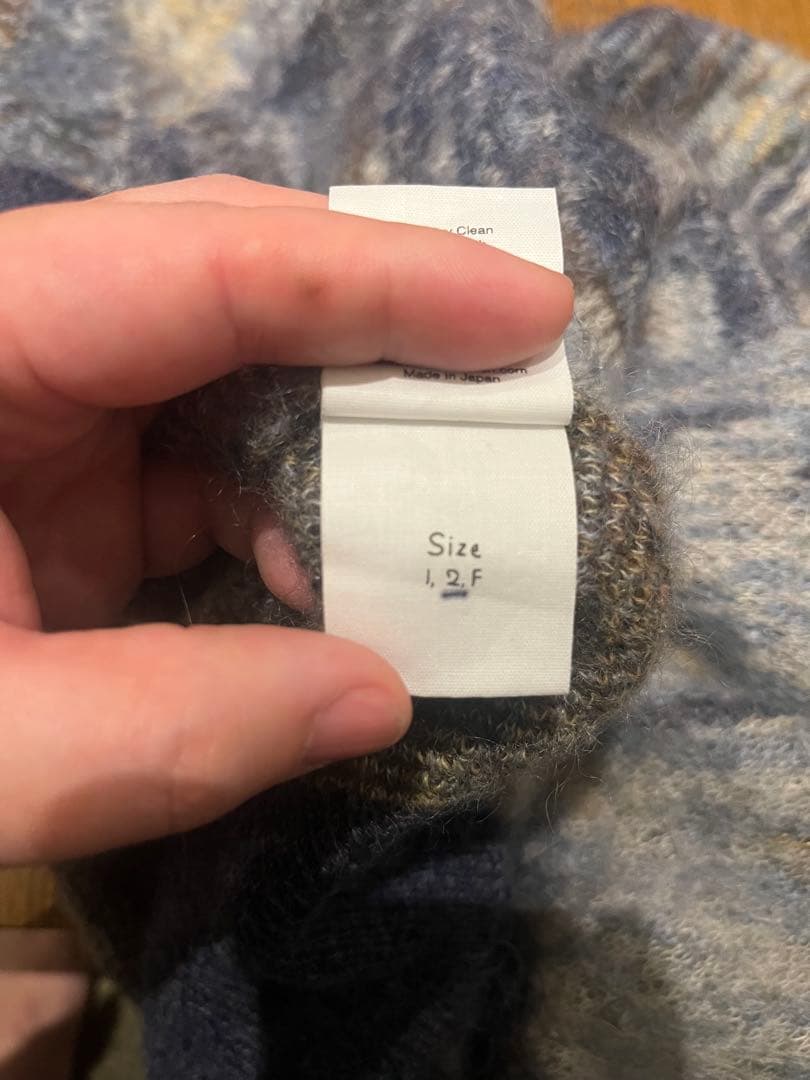 Clean
Made in Japan
Size
1, 2, F